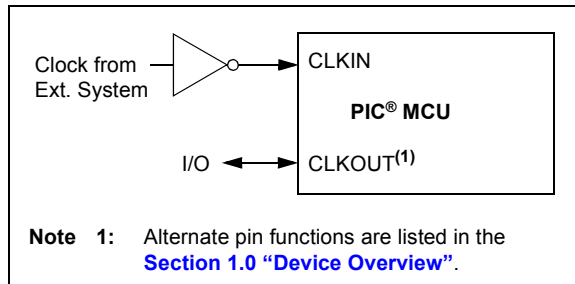 Clock from
Ext. System
CLKIN
PIC® MCU
I/O
CLKOUT(1)
Note 1: Alternate pin functions are listed in the
Section 1.0 “Device Overview”.